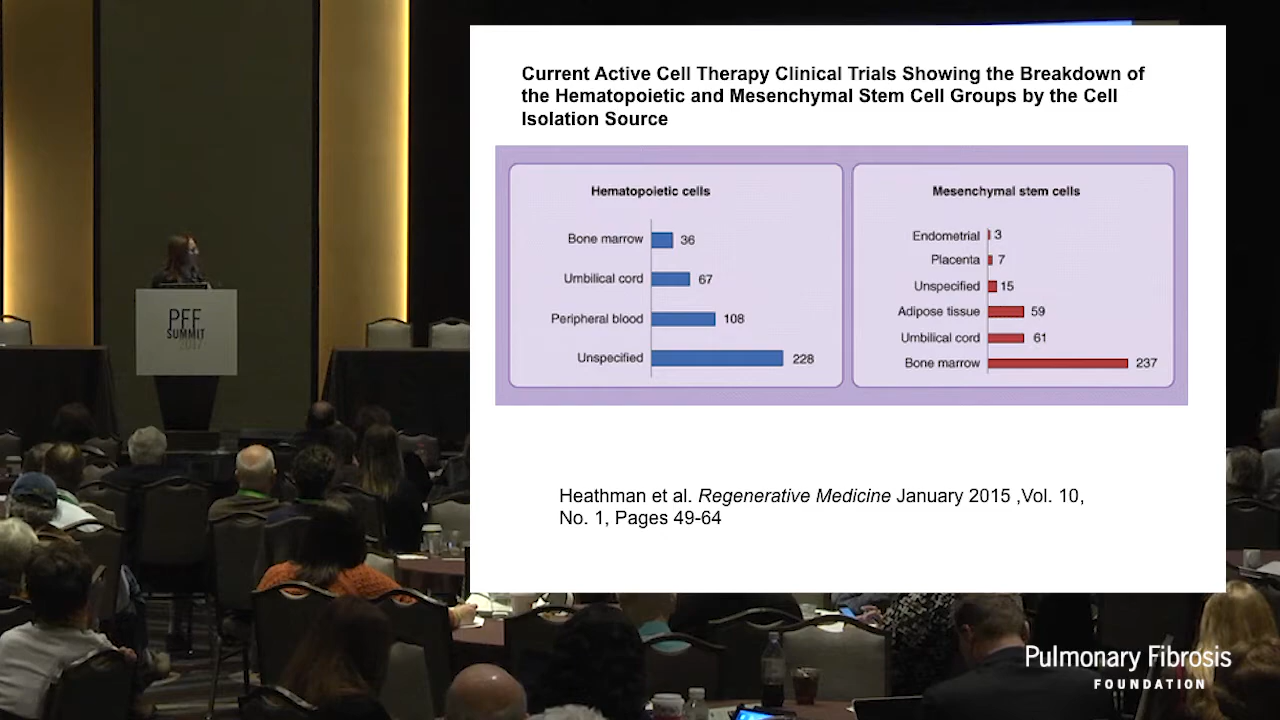 Current Active Cell Therapy Clinical Trials Showing the Breakdown of
the Hematopoietic and Mesenchymal Stem Cell Groups by the Cell
Isolation Source
Hematopoietic cells
Bone marrow 36
Umbilical cord 67
Peripheral blood 108
Unspecified 228
Mesenchymal stem cells
Endometrial 3
Placenta 7
Unspecified 15
Adipose tissue 59
Umbilical cord 61
Bone marrow 237
Heathman et al. Regenerative Medicine January 2015 ,Vol. 10,
No. 1, Pages 49-64
PFF
SUMMIT
2017
Pulmonary Fibrosis
FOUNDATION